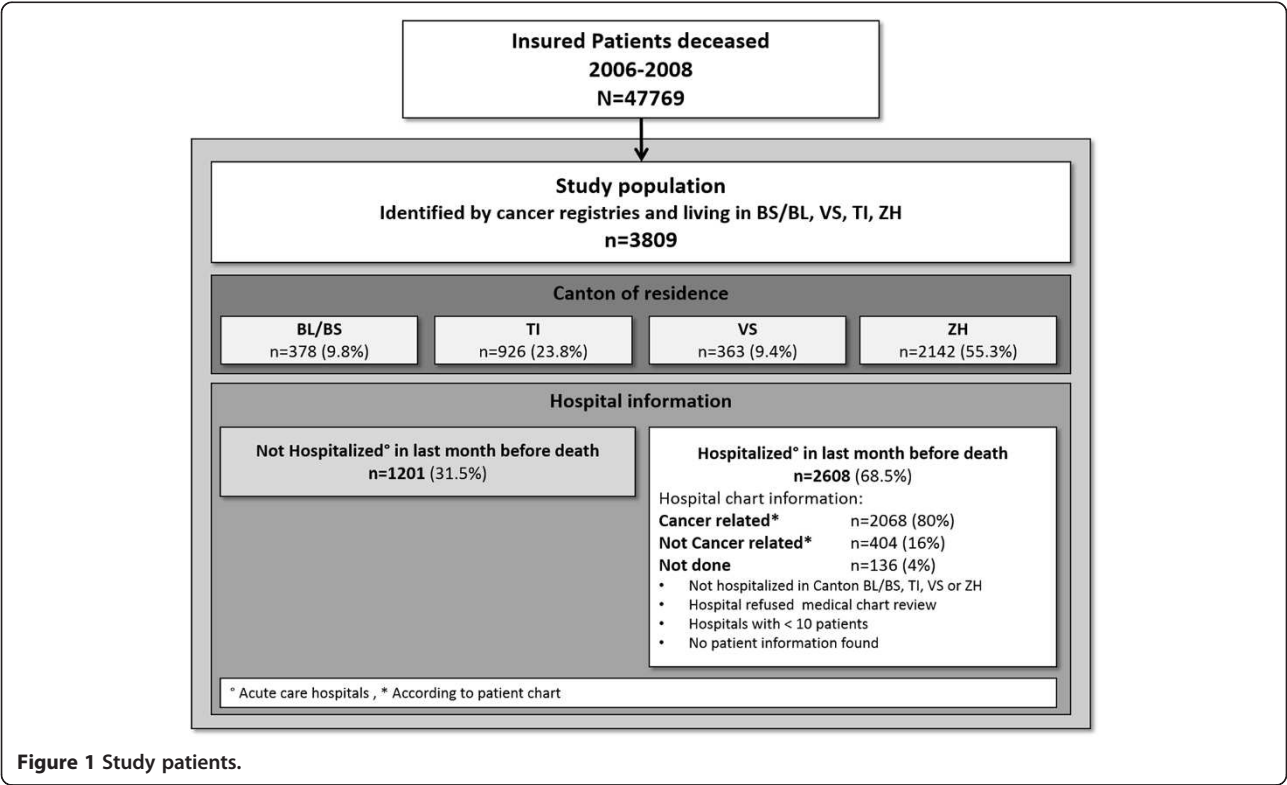 Insured Patients deceased
2006-2008
N=47769
Study population
Identified by cancer registries and living in BS/BL, VS, TI, ZH
n=3809
Canton of residence
BL/BS
n=378 (9.8%)
TI
n=926 (23.8%)
VS
n=363 (9.4%)
ZH
n=2142 (55.3%)
Hospital information
Not Hospitalized° in last month before death
n=1201 (31.5%)
Hospitalized° in last month before death
n=2608 (68.5%)
Hospital chart information:
Cancer related* n=2068 (80%)
Not Cancer related* n=404 (16%)
Not done n=136 (4%)
• Not hospitalized in Canton BL/BS, TI, VS or ZH
• Hospital refused medical chart review
• Hospitals with < 10 patients
• No patient information found
° Acute care hospitals , * According to patient chart
Figure 1 Study patients.